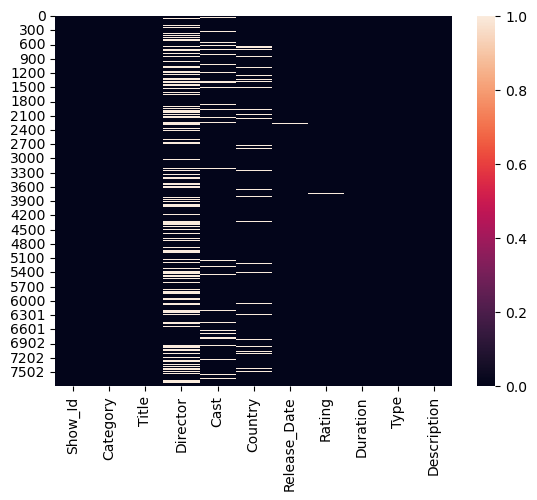 0
300
600
900
1200
1500
1800
2100
2400
2700
3000
3300
3600
3900
4200
4500
4800
5100
5400
5700
6000
6301
6601
6902
7202
7502
Show_Id
Category
Title
Director
Cast
Country
Release_Date
Rating
Duration
Type
Description
1.0
0.8
0.6
0.4
0.2
0.0